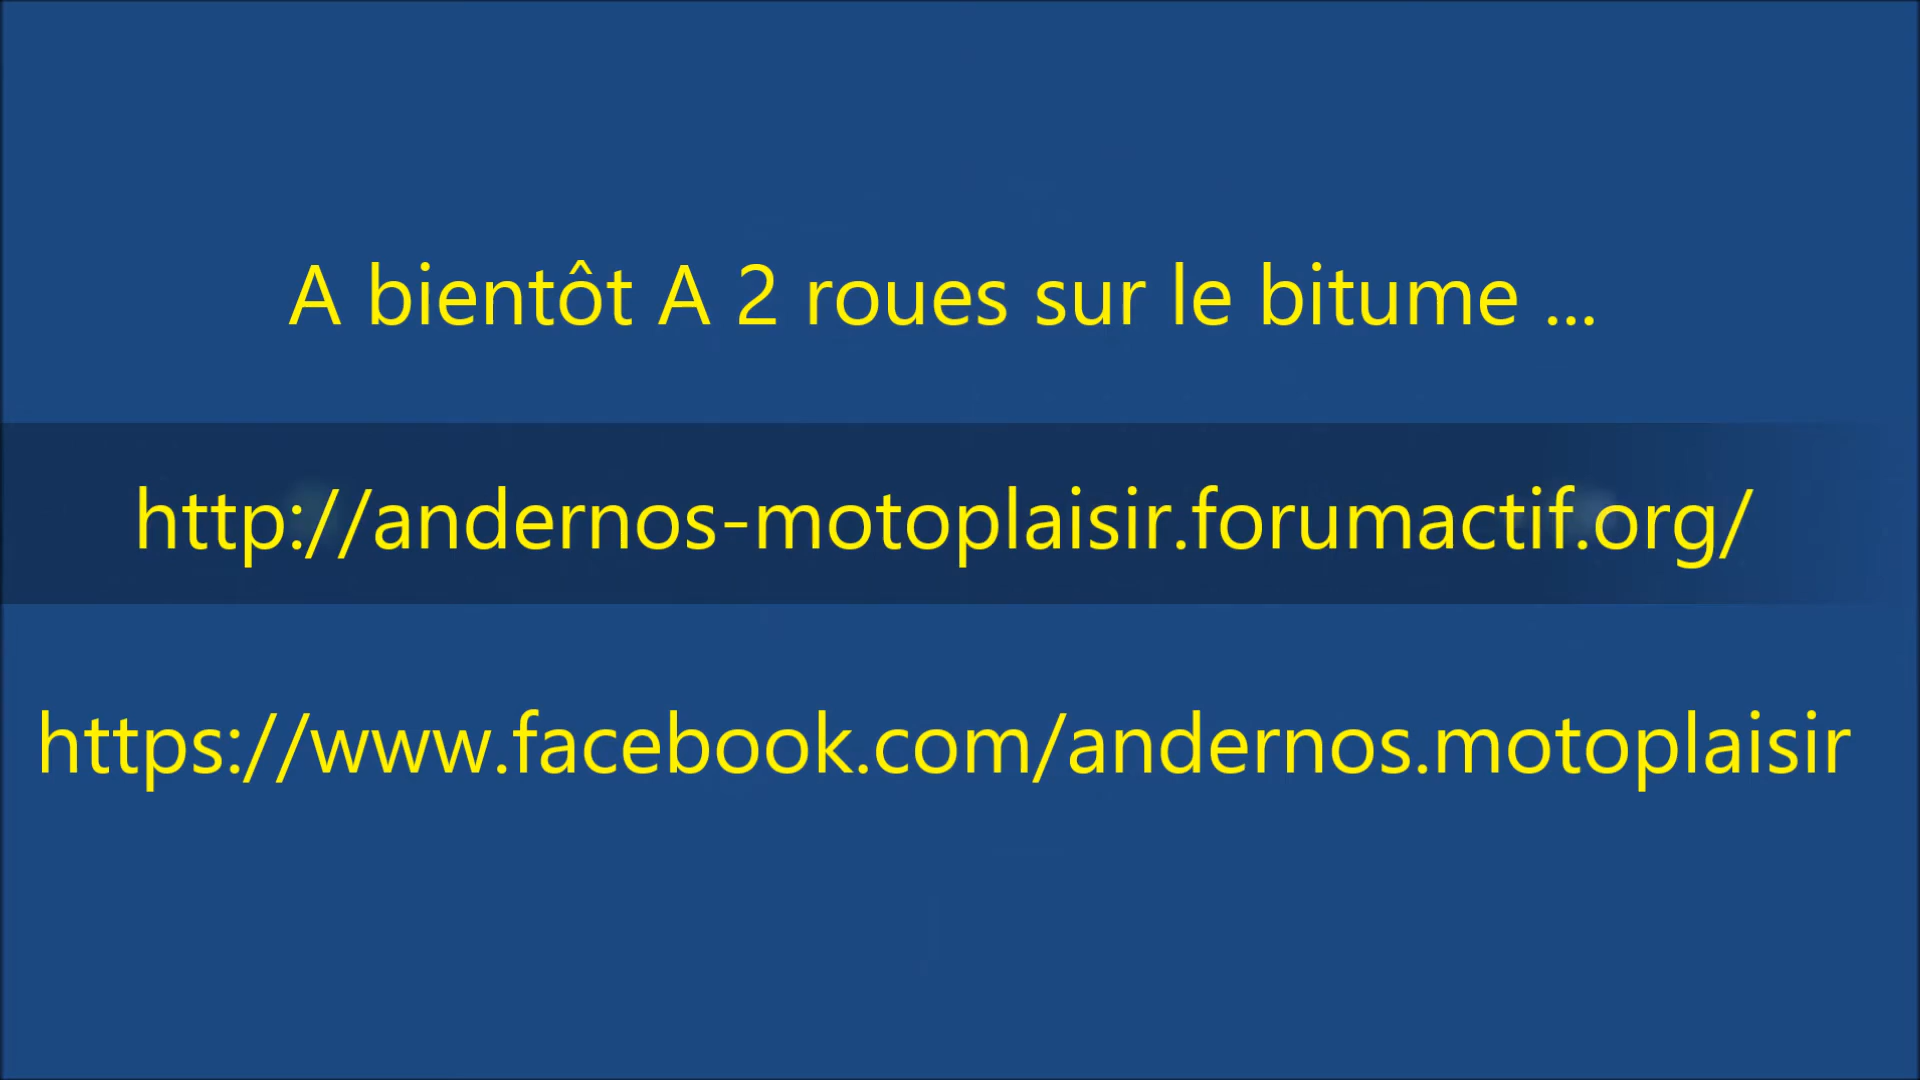 A bientôt A 2 roues sur le bitume ...
http://andernos-motoplaisir.forumactif.org/
https://www.facebook.com/andernos.motoplaisir